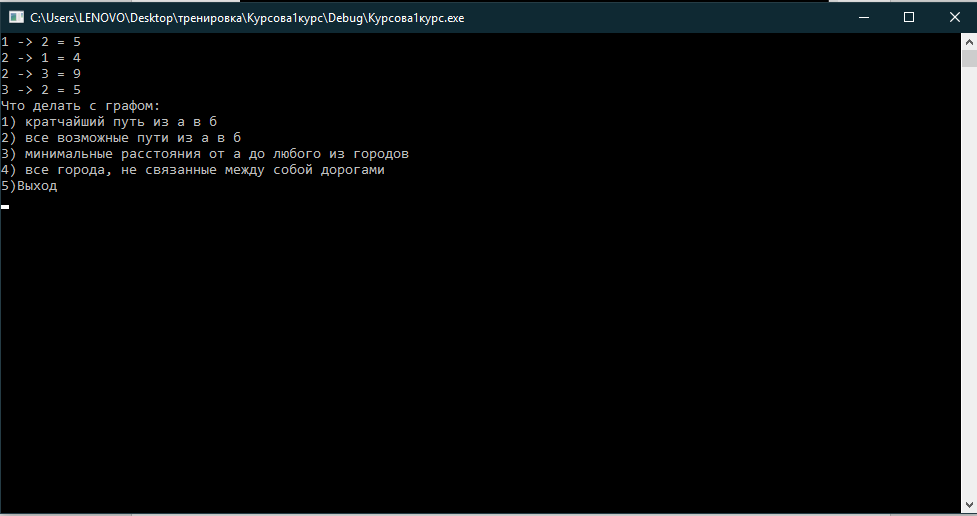 C:\Users\LENOVO\Desktop\тренировка\Курсова1курс\Debug\Курсова1курс.exe
1 -> 2 = 5
2 -> 1 = 4
2 -> 3 = 9
3 -> 2 = 5
Что делать с графом:
1) кратчайший путь из а в б
2) все возможные пути из а в б
3) минимальные расстояния от а до любого из городов
4) все города, не связанные между собой дорогами
5)Выход